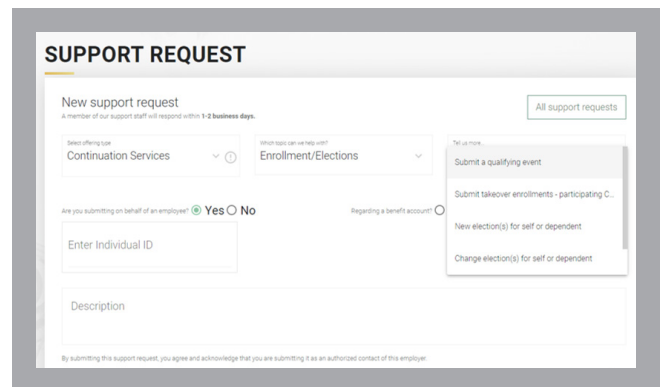 SUPPORT REQUEST
New support request
All support requests
A member of our support staff will respond within 1-2 business days.
Select offering type
Continuation Services
Which topic can we help with?
Enrollment/Elections
Tell us more.
Submit a qualifying event
Submit takeover enrollments - participating C...
New election(s) for self or dependent
Change election(s) for self or dependent
Are you submitting on behalf of an employee? Yes No
Regarding a benefit account?
Enter Individual ID
Description
By submitting this support request, you agree and acknowledge that you are submitting it as an authorized contact of this employer.